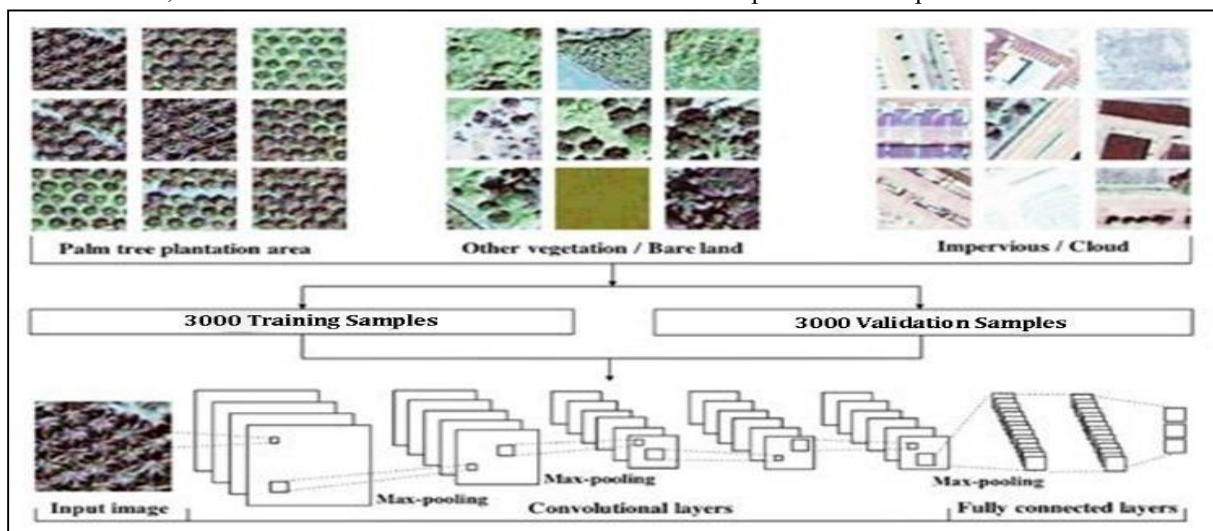 Palm tree plantation area
Other vegetation / Bare land
Impervious / Cloud
3000 Training Samples
3000 Validation Samples
Max-pooling
Max-pooling
Max-pooling
Input image
Convolutional layers
Fully connected layers